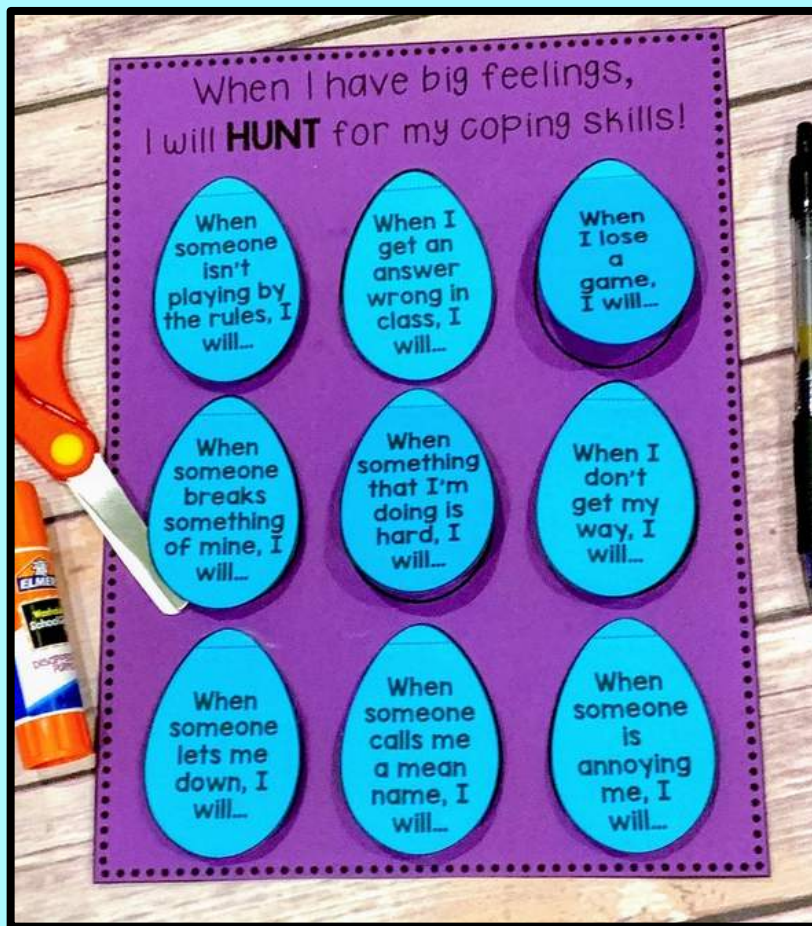 When I have big feelings,
I will HUNT for my coping skills!
When
someone
isn't
playing by
the rules, I
will...
When I
get an
answer
wrong in
class, I
will...
When
I lose
a
game,
I will...
When
someone
breaks
something
of mine, I
will...
When
something
that I'm
doing is
hard, I
will...
When I
don't
get my
way, I
will...
When
someone
lets me
down, I
will...
When
someone
calls me
a mean
name, I
will...
When
someone
is
annoying
me, I
will...
ELMER
School